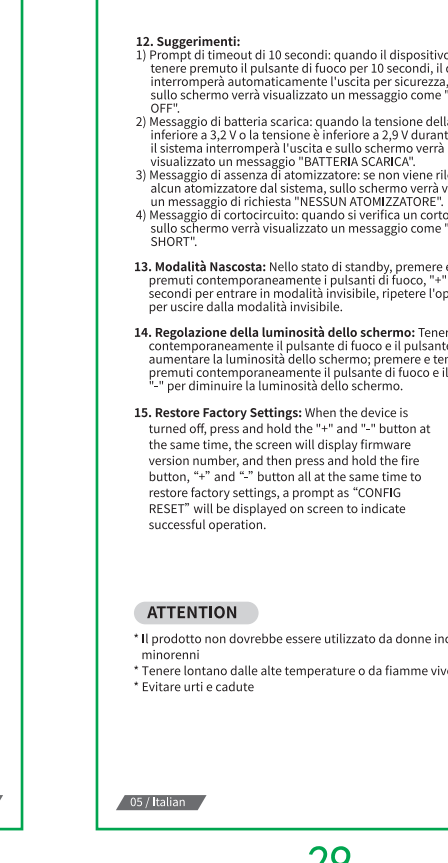 12. Suggerimenti:
1) Prompt di timeout di 10 secondi: quando il dispositivo
tenere premuto il pulsante di fuoco per 10 secondi, il
interromperà automaticamente l'uscita per sicurezza,
sullo schermo verrà visualizzato un messaggio come "
OFF".
2) Messaggio di batteria scarica: quando la tensione
inferiore a 3,2 V o la tensione è inferiore a 2,9 V
il sistema interromperà l'uscita e sullo schermo verrà
visualizzato un messaggio "BATTERIA SCARICA".
3) Messaggio di assenza di atomizzatore: se non viene
alcun atomizzatore dal sistema, sullo schermo verrà
un messaggio di richiesta "NESSUN ATOMIZZATORE".
4) Messaggio di cortocircuito: quando si verifica un
sullo schermo verrà visualizzato un messaggio come "
SHORT".
13. Modalità Nascosta: Nello stato di standby, premere
premuti contemporaneamente i pulsanti di fuoco, "+"
secondi per entrare in modalità invisibile, ripetere
per uscire dalla modalità invisibile.
14. Regolazione della luminosità dello schermo:
contemporaneamente il pulsante di fuoco e il
aumentare la luminosità dello schermo; premere e
premuti contemporaneamente il pulsante di fuoco e il
"-" per diminuire la luminosità dello schermo.
15. Restore Factory Settings: When the device is
turned off, press and hold the "+" and "-" button at
the same time, the screen will display firmware
version number, and then press and hold the fire
button, “+” and “-” button all at the same time to
restore factory settings, a prompt as “CONFIG
RESET” will be displayed on screen to indicate
successful operation.
ATTENTION
* Il prodotto non dovrebbe essere utilizzato da donne
minorenni
* Tenere lontano dalle alte temperature o da fiamme
* Evitare urti e cadute
05 / Italian